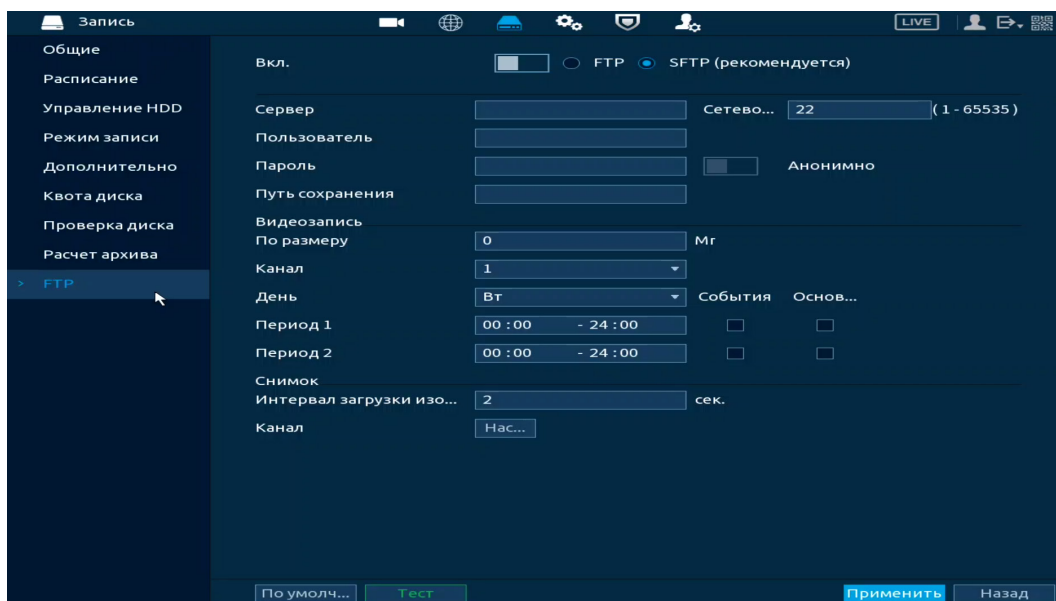 Запись LIVE
Общие
Расписание
Управление HDD
Режим записи
Дополнительно
Квота диска
Проверка диска
Расчет архива
> FTP
Вкл. FTP SFTP (рекомендуется)
Сервер Сетево... 22 (1 - 65535)
Пользователь
Пароль Анонимно
Путь сохранения
Видеозапись
По размеру 0 Мг
Канал 1
День Вт События Основ...
Период 1 00 : 00 - 24 : 00
Период 2 00 : 00 - 24 : 00
Снимок
Интервал загрузки изо... 2 сек.
Канал Нас...
По умолч... Тест Применить Назад